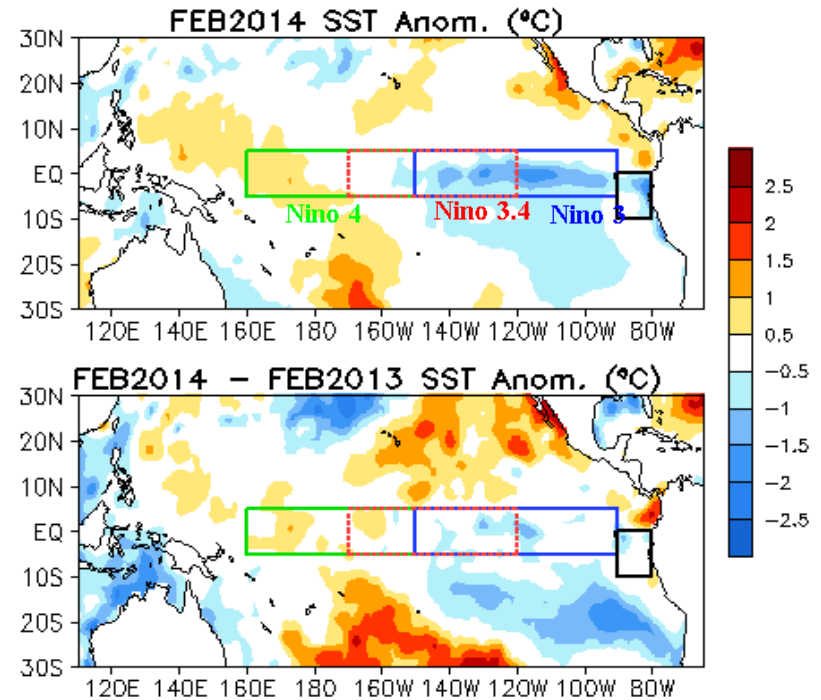 FEB2014 SST Anom. (°C)
30N
20N
10N
EQ
10S
20S
30S
Nino 4
Nino 3.4
Nino 3
120E 140E 160E 180 160W 140W 120W 100W 80W
FEB2014 – FEB2013 SST Anom. (°C)
30N
20N
10N
EQ
10S
20S
30S
120E 140E 160E 180 160W 140W 120W 100W 80W
2.5
2
1.5
1
0.5
−0.5
−1
−1.5
−2
−2.5